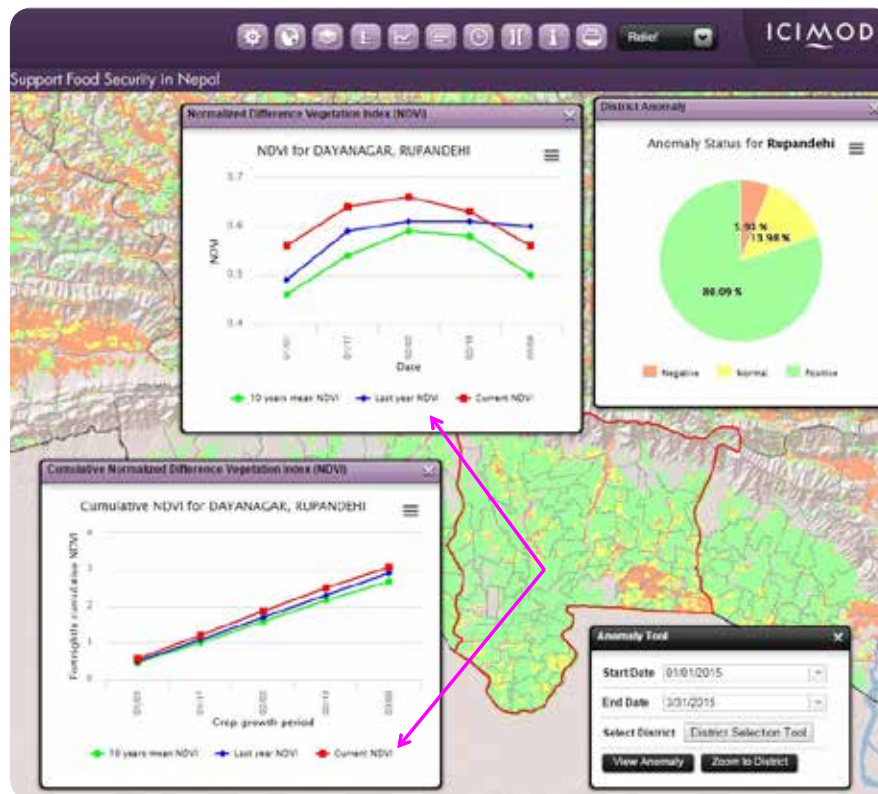 Relief
ICIMOD
Support Food Security in Nepal
Normalized Difference Vegetation Index (NDVI)
NDVI for DAYANAGAR, RUPANDEHI
0.7
0.6
0.5
0.4
NDVI
01/17
02/02
Date
10 years mean NDVI
Last year NDVI
Current NDVI
District Anomaly
Anomaly Status for Rupandehi
13.98 %
80.09 %
Negative
Normal
Positive
Cumulative Normalized Difference Vegetation Index (NDVI)
Cumulative NDVI for DAYANAGAR, RUPANDEHI
4
3
2
1
0
Fortnightly cumulative NDVI
Crop growth period
10 years mean NDVI
Last year NDVI
Current NDVI
Anomaly Tool
Start Date 01/01/2015
End Date 3/31/2015
Select District District Selection Tool
View Anomaly Zoom to District